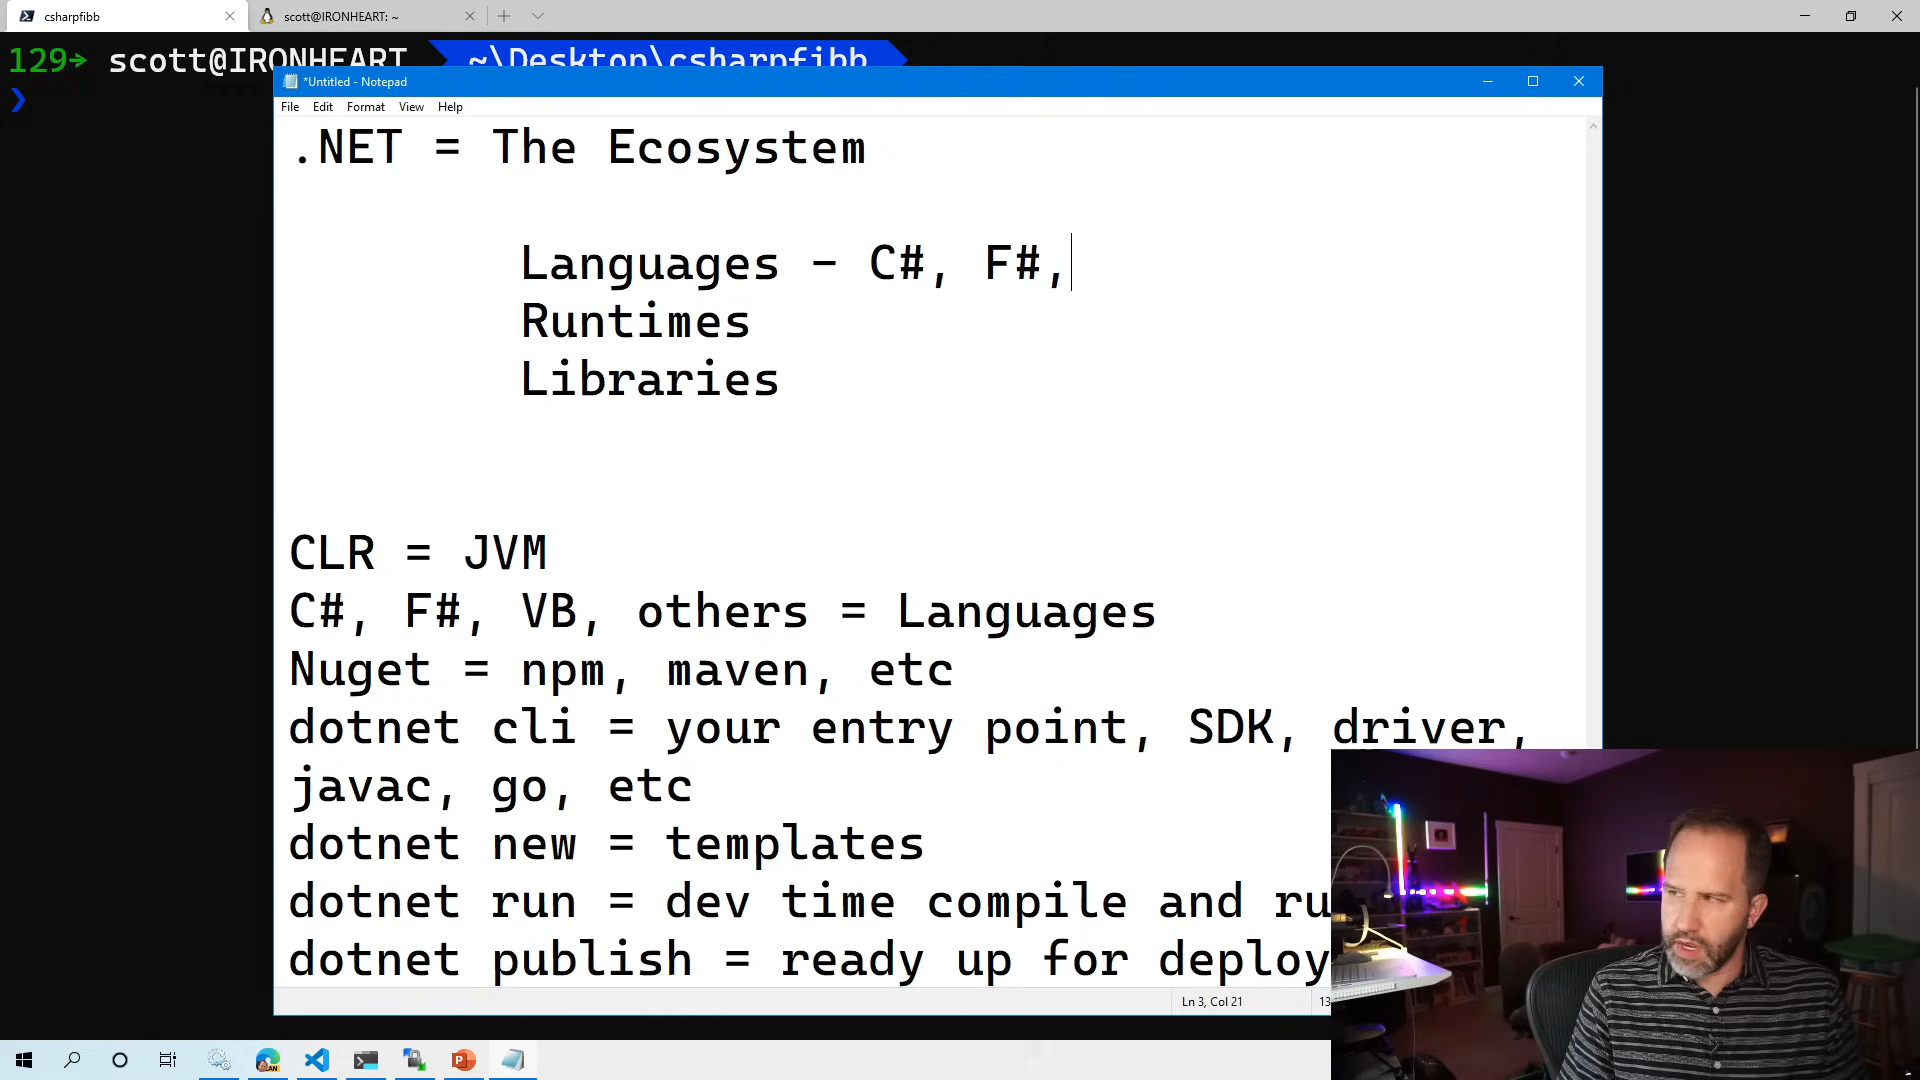 csharpfibb
scott@IRONHEART: ~
129 scott@IRONHEART ~\Desktop\csharpfibb
*Untitled - Notepad
File Edit Format View Help
.NET = The Ecosystem
Languages - C#, F#,
Runtimes
Libraries
CLR = JVM
C#, F#, VB, others = Languages
Nuget = npm, maven, etc
dotnet cli = your entry point, SDK, driver,
javac, go, etc
dotnet new = templates
dotnet run = dev time compile and ru
dotnet publish = ready up for deploy
Ln 3, Col 21